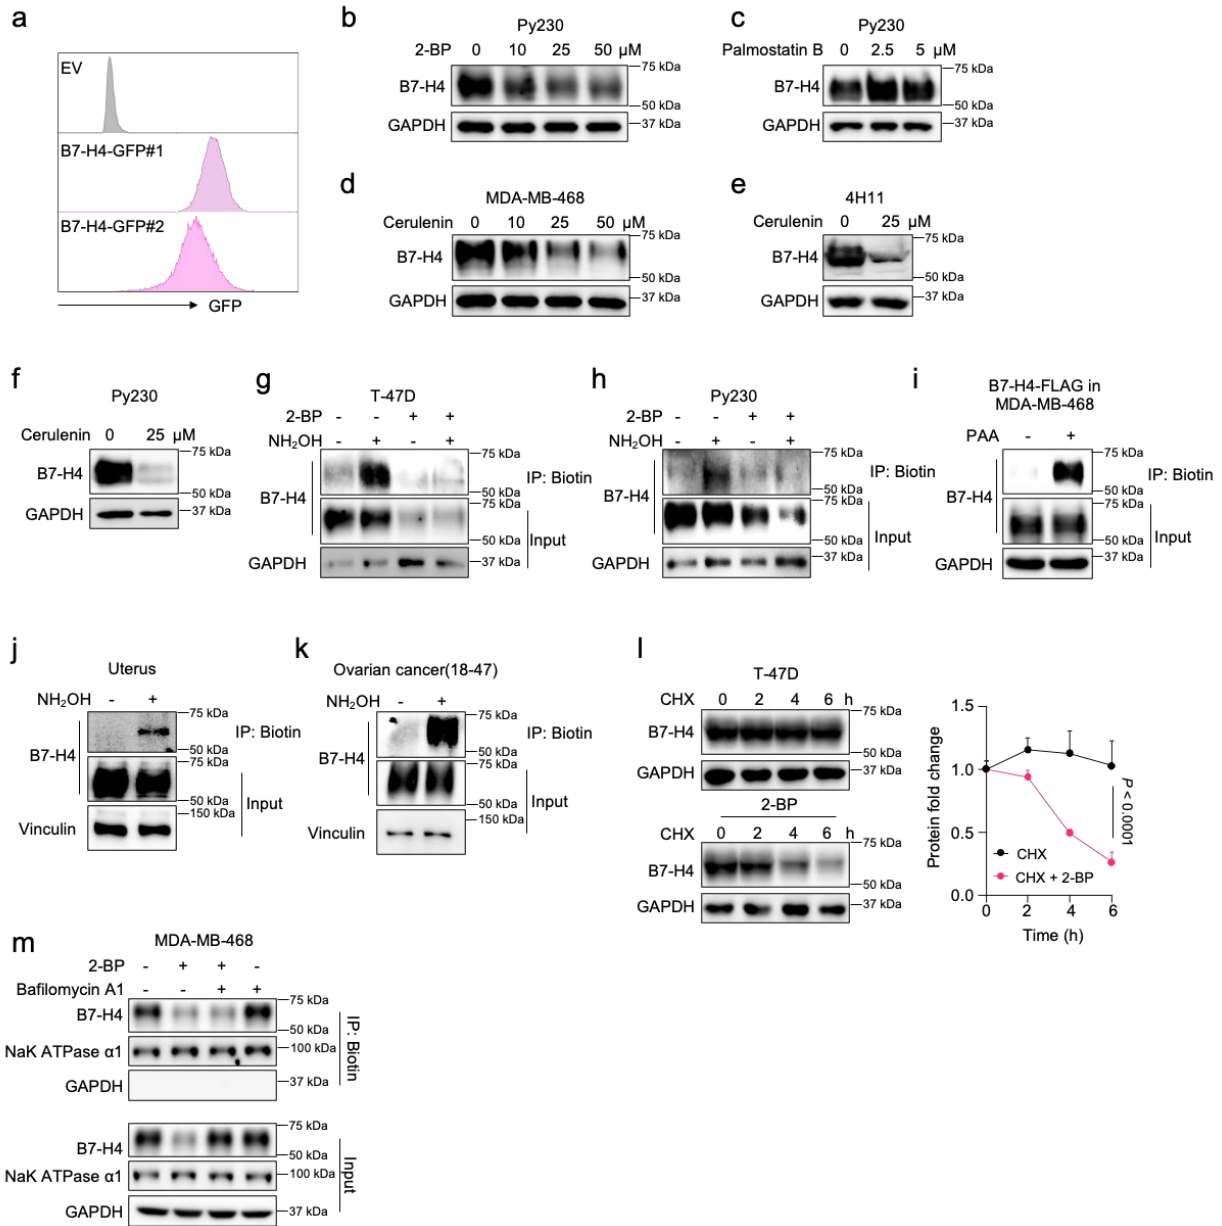 a
EV
B7-H4-GFP#1
B7-H4-GFP#2
GFP
b
Py230
2-BP 0 10 25 50 μM
B7-H4
75 kDa
50 kDa
GAPDH
37 kDa
c
Py230
Palmostatin B 0 2.5 5 μM
B7-H4
75 kDa
50 kDa
GAPDH
37 kDa
d
MDA-MB-468
Cerulenin 0 10 25 50 μM
B7-H4
75 kDa
50 kDa
GAPDH
37 kDa
e
4H11
Cerulenin 0 25 μM
B7-H4
75 kDa
50 kDa
GAPDH
37 kDa
f
Py230
Cerulenin 0 25 μM
B7-H4
75 kDa
50 kDa
GAPDH
37 kDa
g
T-47D
2-BP - - + +
NH₂OH - + - +
75 kDa
IP: Biotin
50 kDa
B7-H4
75 kDa
50 kDa
Input
GAPDH
37 kDa
h
Py230
2-BP - - + +
NH₂OH - + - +
75 kDa
IP: Biotin
50 kDa
B7-H4
75 kDa
50 kDa
Input
GAPDH
37 kDa
i
B7-H4-FLAG in
MDA-MB-468
PAA - +
75 kDa
IP: Biotin
50 kDa
B7-H4
75 kDa
50 kDa
Input
GAPDH
37 kDa
j
Uterus
NH₂OH - +
75 kDa
IP: Biotin
50 kDa
B7-H4
75 kDa
50 kDa
Input
150 kDa
Vinculin
k
Ovarian cancer(18-47)
NH₂OH - +
75 kDa
IP: Biotin
50 kDa
B7-H4
75 kDa
50 kDa
Input
150 kDa
Vinculin
l
T-47D
CHX 0 2 4 6 h
B7-H4
75 kDa
50 kDa
GAPDH
37 kDa
2-BP
CHX 0 2 4 6 h
B7-H4
75 kDa
50 kDa
GAPDH
37 kDa
Protein fold change
1.5
1.0
0.5
0.0
CHX
CHX + 2-BP
P < 0.0001
0 2 4 6
Time (h)
m
MDA-MB-468
2-BP - + + -
Bafilomycin A1 - - + +
B7-H4
75 kDa
50 kDa
NaK ATPase α1
100 kDa
GAPDH
37 kDa
IP: Biotin
B7-H4
75 kDa
50 kDa
NaK ATPase α1
100 kDa
GAPDH
37 kDa
Input